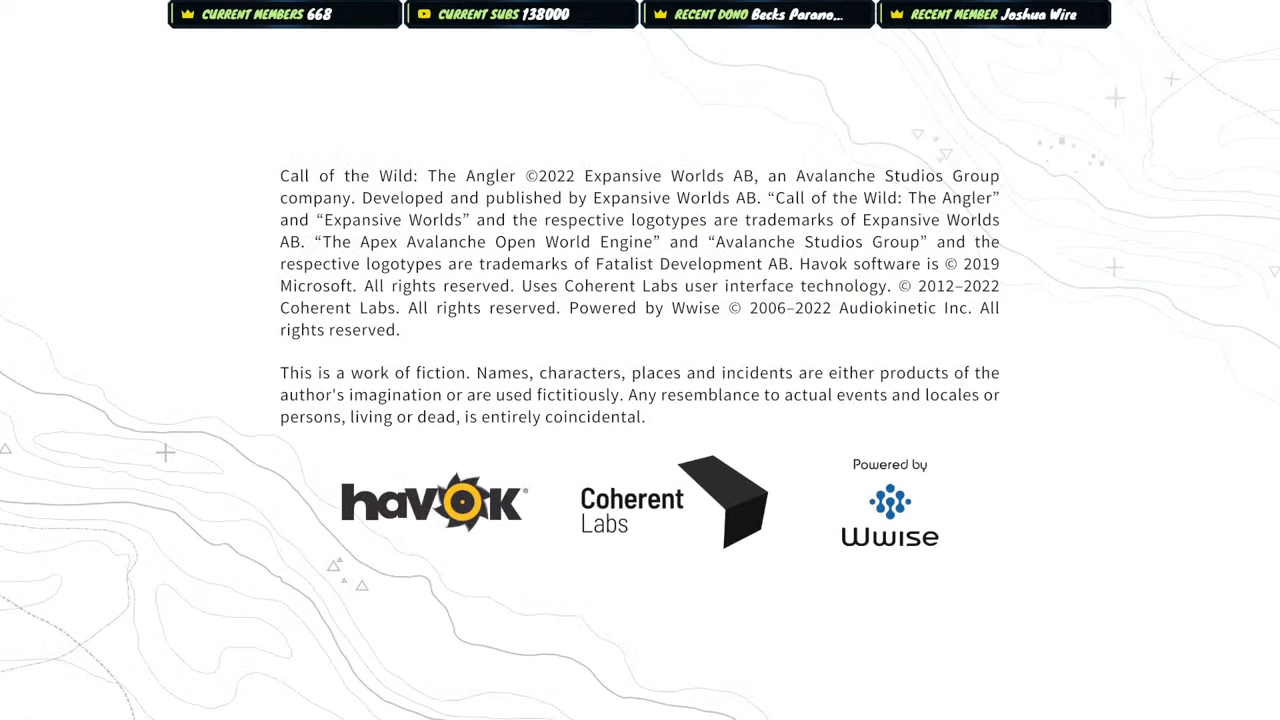 CURRENT MEMBERS 668
CURRENT SUBS 138000
RECENT DONO Becks Parano...
RECENT MEMBER Joshua Wire
Call of the Wild: The Angler ©2022 Expansive Worlds AB, an Avalanche Studios Group
company. Developed and published by Expansive Worlds AB. “Call of the Wild: The Angler”
and “Expansive Worlds” and the respective logotypes are trademarks of Expansive Worlds
AB. “The Apex Avalanche Open World Engine” and “Avalanche Studios Group” and the
respective logotypes are trademarks of Fatalist Development AB. Havok software is © 2019
Microsoft. All rights reserved. Uses Coherent Labs user interface technology. © 2012–2022
Coherent Labs. All rights reserved. Powered by Wwise © 2006–2022 Audiokinetic Inc. All
rights reserved.
This is a work of fiction. Names, characters, places and incidents are either products of the
author's imagination or are used fictitiously. Any resemblance to actual events and locales or
persons, living or dead, is entirely coincidental.
havok®
Coherent
Labs
Powered by
Wwise